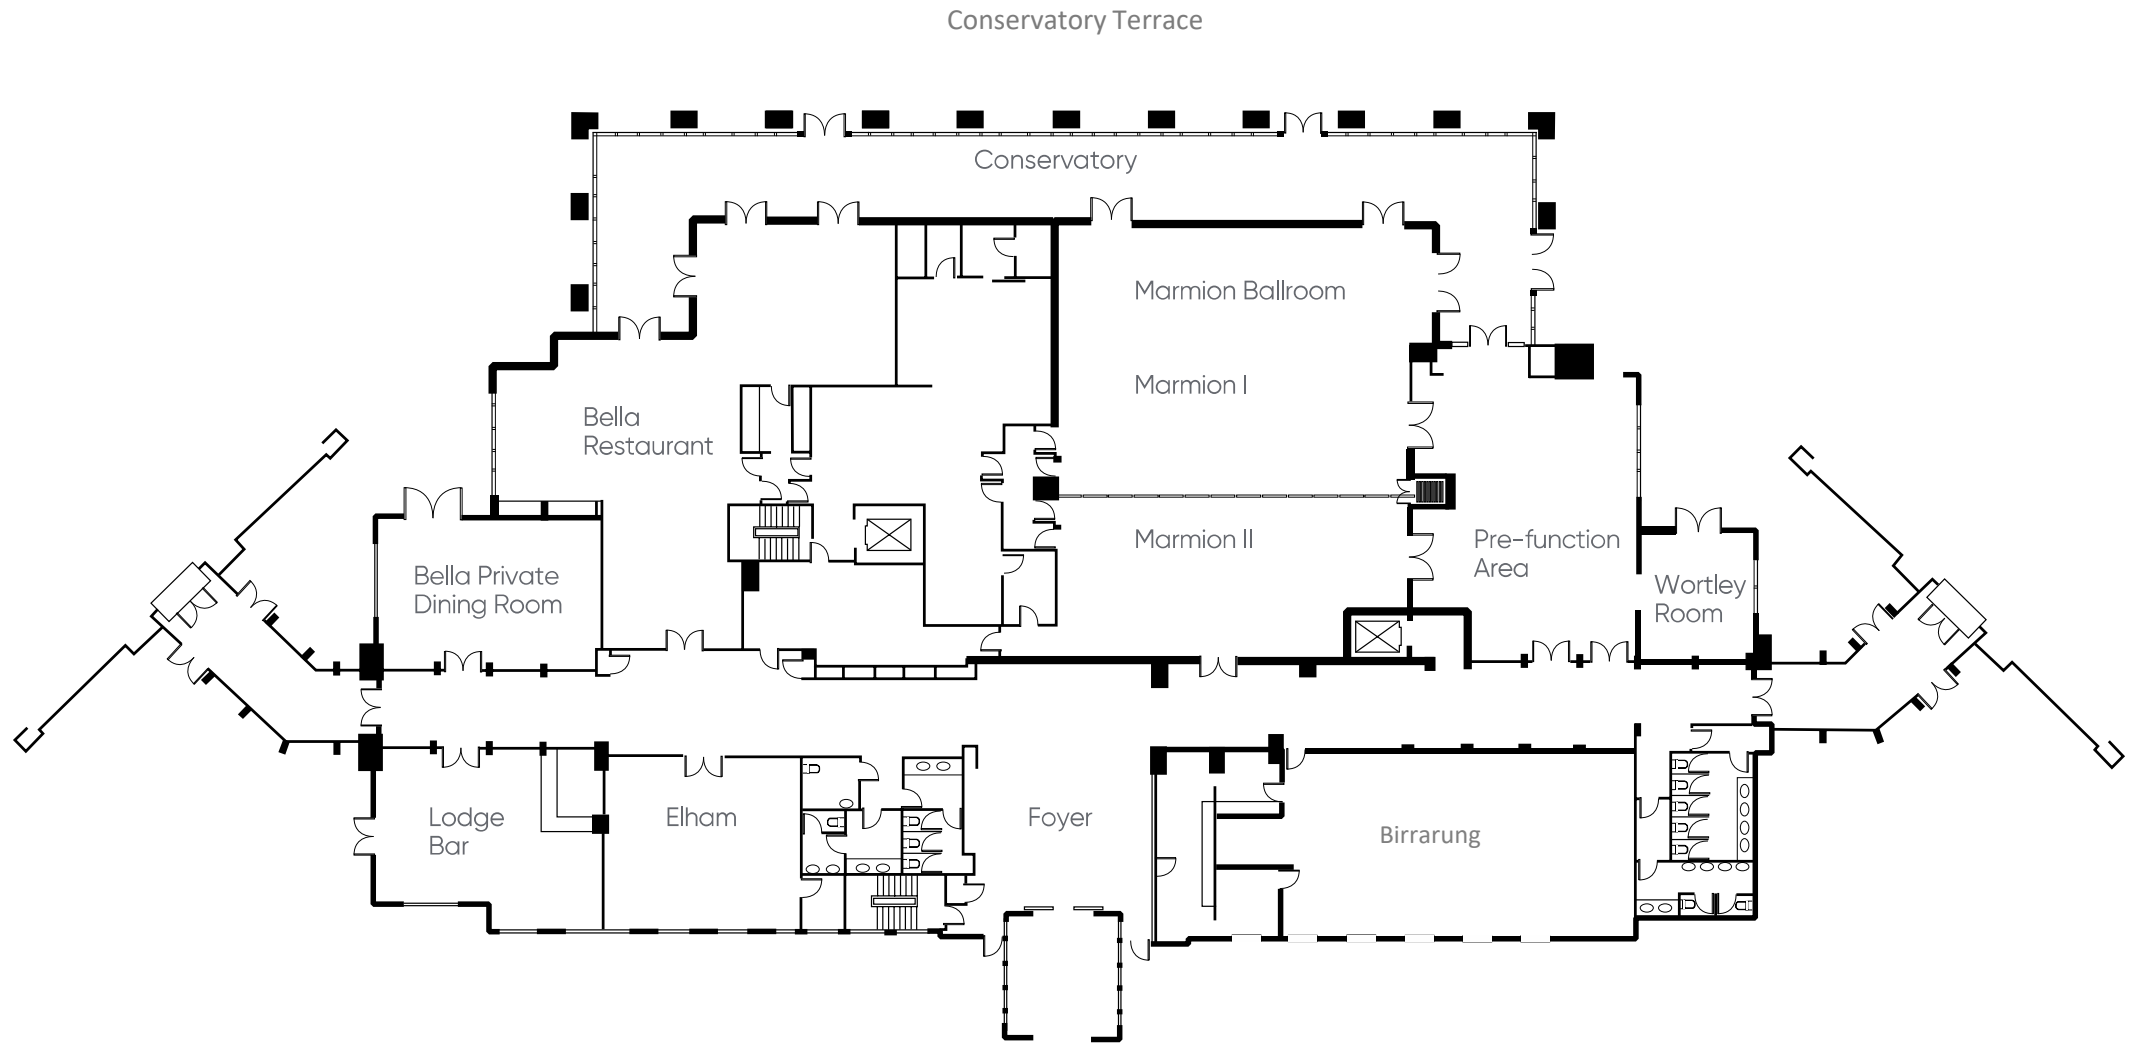 Conservatory Terrace
Conservatory
Marmion Ballroom
Marmion I
Bella
Restaurant
Marmion II
Pre-function
Area
Bella Private
Dining Room
Wortley
Room
Lodge
Bar
Elham
Foyer
Birrarung